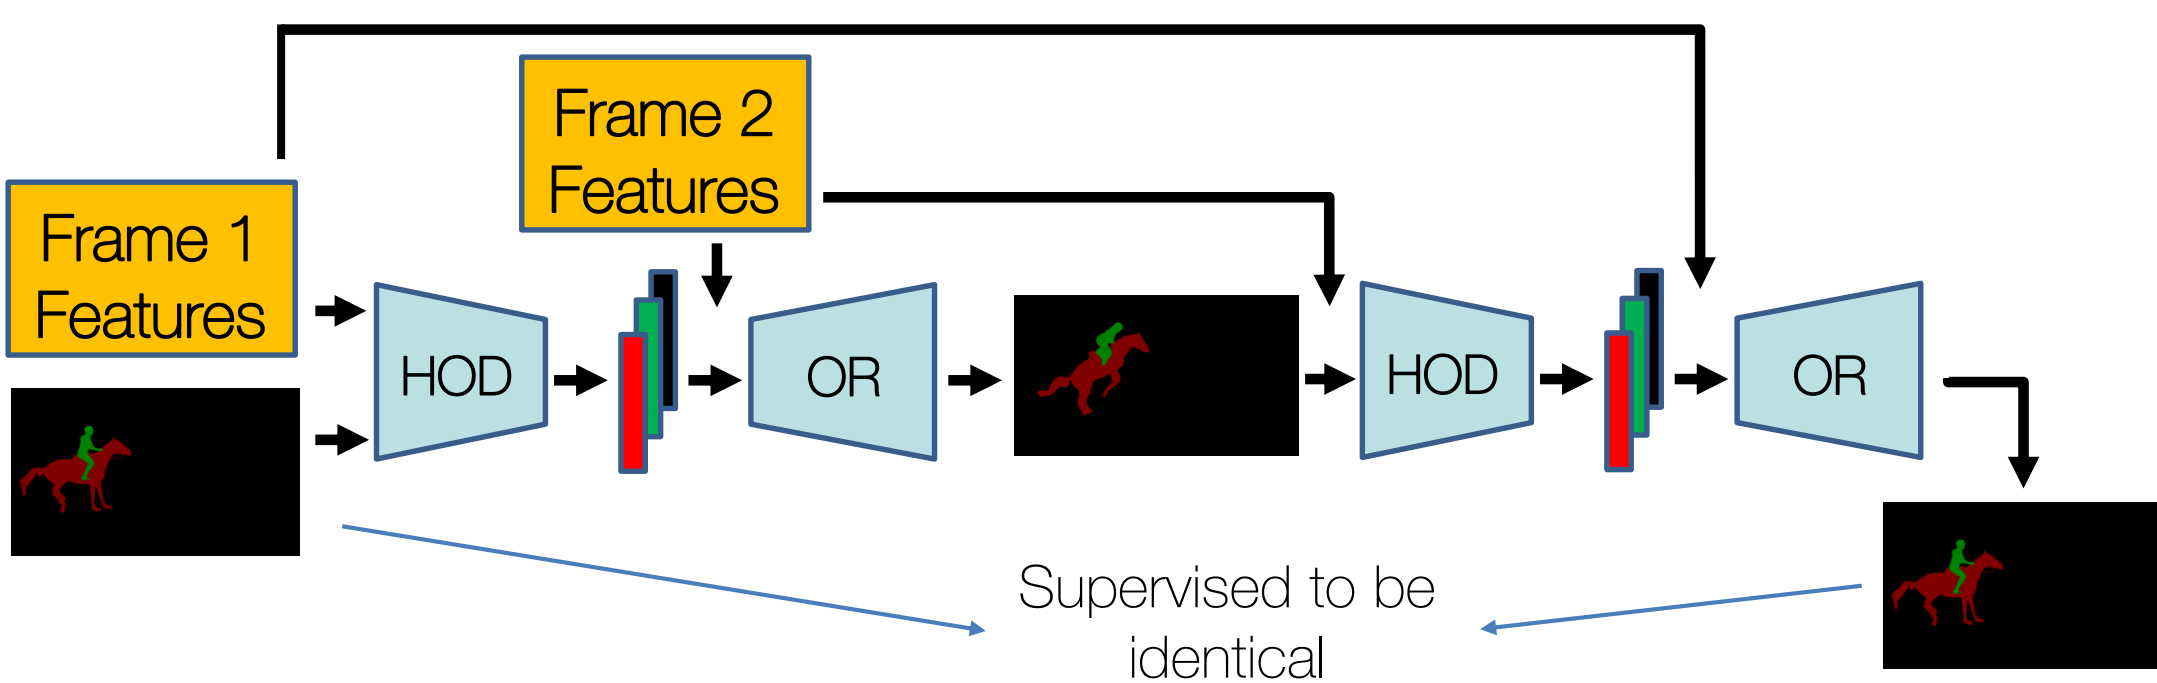 Frame 1
Features
Frame 2
Features
HOD
OR
HOD
OR
Supervised to be
identical